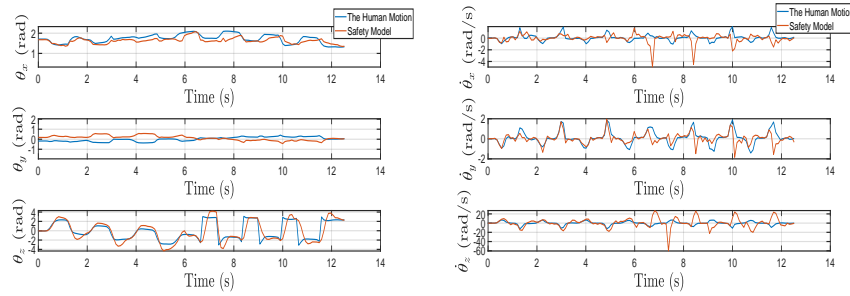 The Human Motion
Safety Model
θx (rad)
2
1
0 2 4 6 8 10 12 14
Time (s)
θy (rad)
2
1
0
-1
0 2 4 6 8 10 12 14
Time (s)
θz (rad)
4
2
0
-2
-4
0 2 4 6 8 10 12 14
Time (s)
The Human Motion
Safety Model
θ̇x (rad/s)
0
-2
-4
0 2 4 6 8 10 12 14
Time (s)
θ̇y (rad/s)
2
0
-2
0 2 4 6 8 10 12 14
Time (s)
θ̇z (rad/s)
20
0
-20
-40
-60
0 2 4 6 8 10 12 14
Time (s)